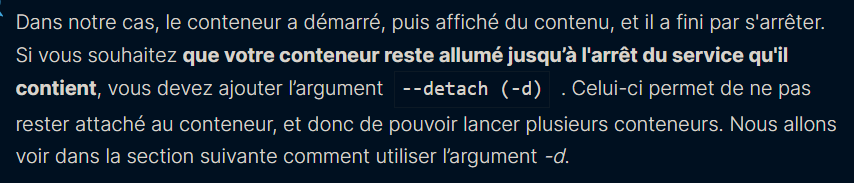 Dans notre cas, le conteneur a démarré, puis affiché du contenu, et il a fini par s'arrêter.
Si vous souhaitez que votre conteneur reste allumé jusqu’à l'arrêt du service qu'il
contient, vous devez ajouter l’argument --detach (-d) . Celui-ci permet de ne pas
rester attaché au conteneur, et donc de pouvoir lancer plusieurs conteneurs. Nous allons
voir dans la section suivante comment utiliser l’argument -d.